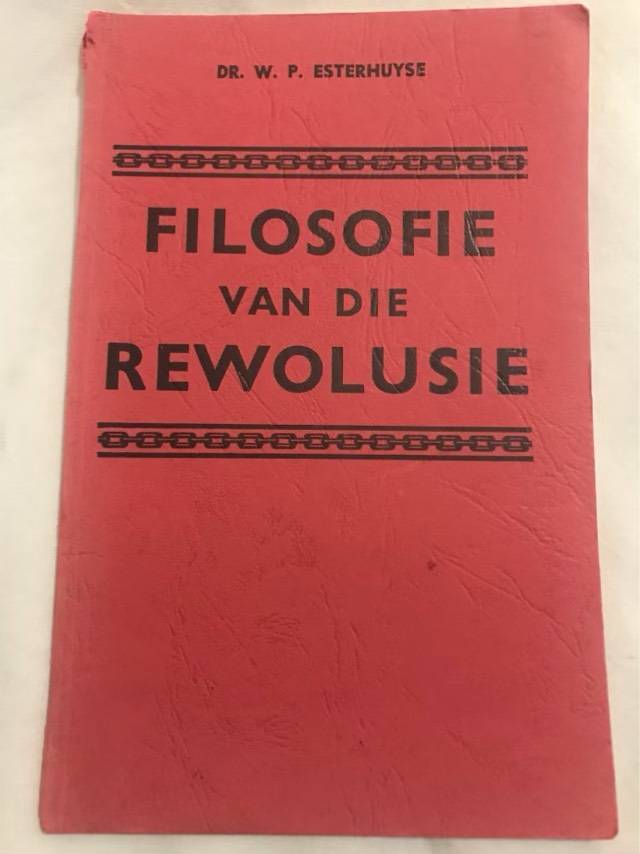 DR. W. P. ESTERHUYSE
FILOSOFIE
VAN DIE
REWOLUSIE